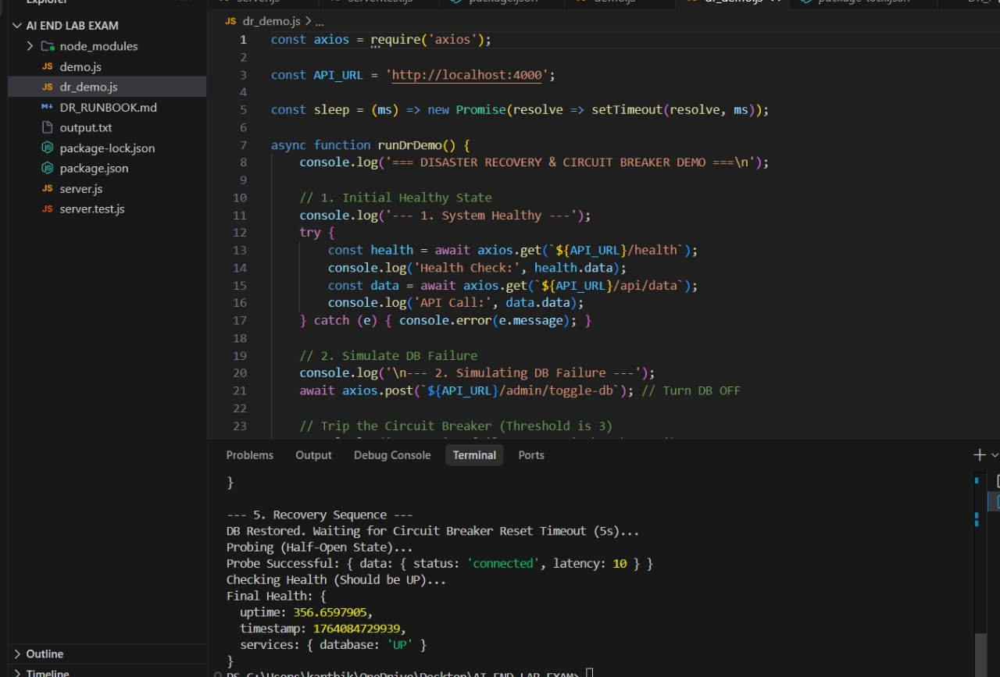 Explorer
server.js
servertest.js
package.json
demo.js
dr_demo.js
package-lock.json
AI END LAB EXAM
node_modules
JS demo.js
JS dr_demo.js
DR_RUNBOOK.md
output.txt
package-lock.json
package.json
JS server.js
JS server.test.js
Outline
Timeline
JS dr_demo.js > ...
1 const axios = require('axios');
2
3 const API_URL = 'http://localhost:4000';
4
5 const sleep = (ms) => new Promise(resolve => setTimeout(resolve, ms));
6
7 async function runDrDemo() {
8 console.log('=== DISASTER RECOVERY & CIRCUIT BREAKER DEMO ===\n');
9
10 // 1. Initial Healthy State
11 console.log('--- 1. System Healthy ---');
12 try {
13 const health = await axios.get(`${API_URL}/health`);
14 console.log('Health Check:', health.data);
15 const data = await axios.get(`${API_URL}/api/data`);
16 console.log('API Call:', data.data);
17 } catch (e) { console.error(e.message); }
18
19 // 2. Simulate DB Failure
20 console.log('\n--- 2. Simulating DB Failure ---');
21 await axios.post(`${API_URL}/admin/toggle-db`); // Turn DB OFF
22
23 // Trip the Circuit Breaker (Threshold is 3)
Problems Output Debug Console Terminal Ports
}
--- 5. Recovery Sequence ---
DB Restored. Waiting for Circuit Breaker Reset Timeout (5s)...
Probing (Half-Open State)...
Probe Successful: { data: { status: 'connected', latency: 10 } }
Checking Health (Should be UP)...
Final Health: {
uptime: 356.6597905,
timestamp: 1764084729939,
services: { database: 'UP' }
}
PS C:\Users\karthik\OneDrive\Desktop\AI END LAB EXAM>